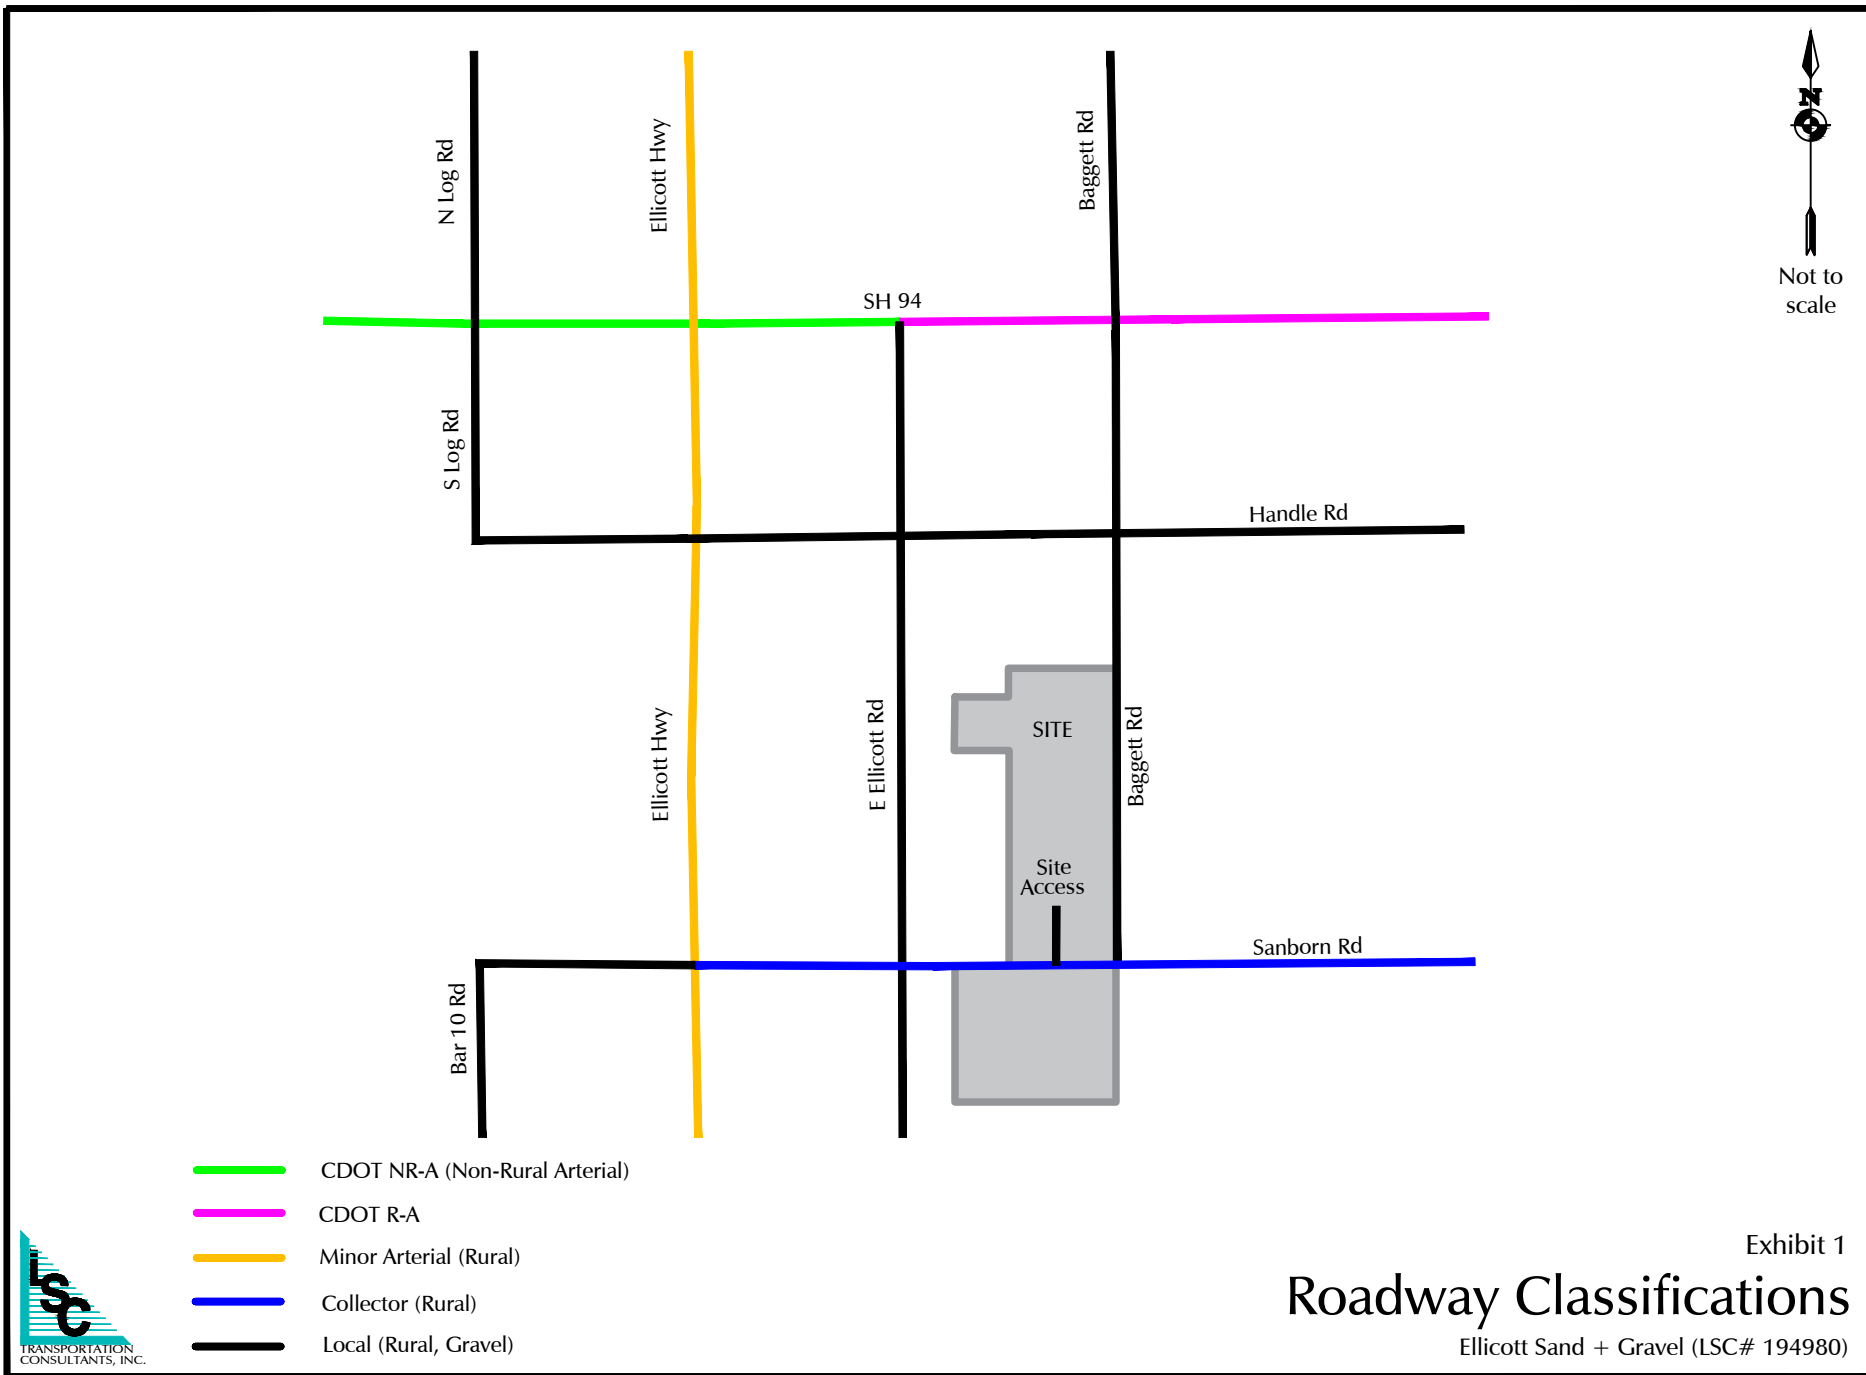 N Log Rd
Ellicott Hwy
Baggett Rd
N
Not to
scale
SH 94
S Log Rd
Handle Rd
Ellicott Hwy
E Ellicott Rd
SITE
Baggett Rd
Site
Access
Sanborn Rd
Bar 10 Rd
CDOT NR-A (Non-Rural Arterial)
CDOT R-A
Minor Arterial (Rural)
Collector (Rural)
Local (Rural, Gravel)
LSC
TRANSPORTATION
CONSULTANTS, INC.
Exhibit 1
Roadway Classifications
Ellicott Sand + Gravel (LSC# 194980)